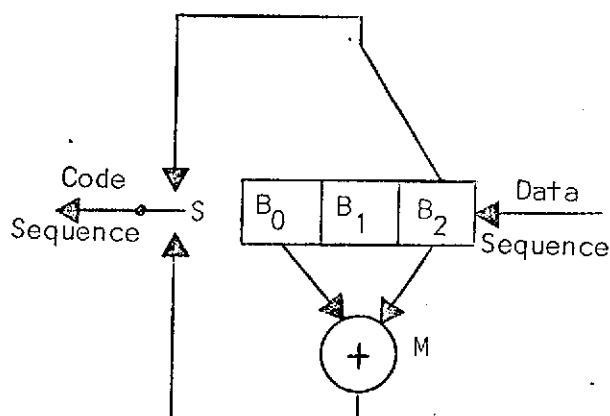 Code
Sequence
S
B0
B1
B2
Data
Sequence
+
M